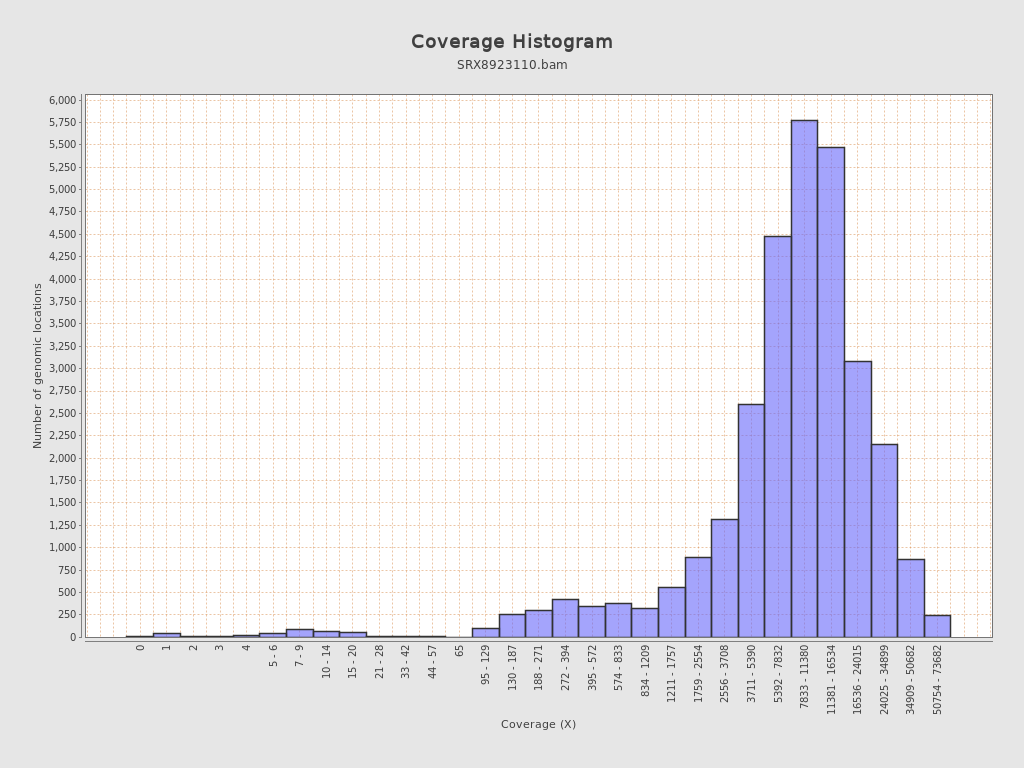 Coverage Histogram
SRX8923110.bam
Number of genomic locations
6,000
5,750
5,500
5,250
5,000
4,750
4,500
4,250
4,000
3,750
3,500
3,250
3,000
2,750
2,500
2,250
2,000
1,750
1,500
1,250
1,000
750
500
250
0
0
1
2
3
4
5 - 6
7 - 9
10 - 14
15 - 20
21 - 28
33 - 42
44 - 57
65
95 - 129
130 - 187
188 - 271
272 - 394
395 - 572
574 - 833
834 - 1209
1211 - 1757
1759 - 2554
2556 - 3708
3711 - 5390
5392 - 7832
7833 - 11380
11381 - 16534
16536 - 24015
24025 - 34899
34909 - 50682
50754 - 73682
Coverage (X)